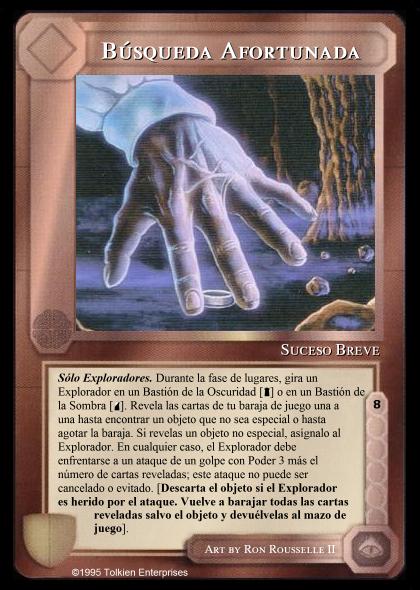 BÚSQUEDA AFORTUNADA
SUCESO BREVE
Sólo Exploradores. Durante la fase de lugares, gira un
Explorador en un Bastión de la Oscuridad [] o en un Bastión de
la Sombra []. Revela las cartas de tu baraja de juego una a
una hasta encontrar un objeto que no sea especial o hasta
agotar la baraja. Si revelas un objeto no especial, asígnalo al
Explorador. En cualquier caso, el Explorador debe
enfrentarse a un ataque de un golpe con Poder 3 más el
número de cartas reveladas; este ataque no puede ser
cancelado o evitado. [Descarta el objeto si el Explorador
es herido por el ataque. Vuelve a barajar todas las cartas
reveladas salvo el objeto y devuélvelas al mazo de
juego].
8
ART BY RON ROUSSELLE II
©1995 Tolkien Enterprises